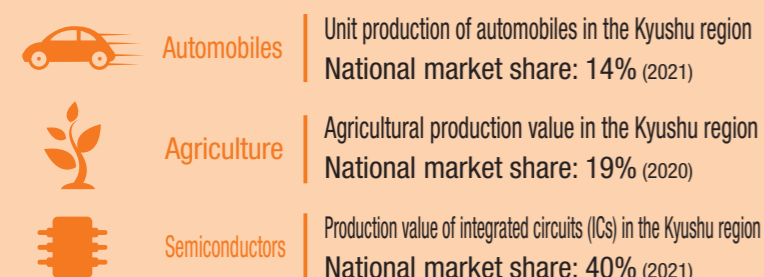 Automobiles
Unit production of automobiles in the Kyushu region
National market share: 14% (2021)
Agriculture
Agricultural production value in the Kyushu region
National market share: 19% (2020)
Semiconductors
Production value of integrated circuits (ICs) in the Kyushu region
National market share: 40% (2021)